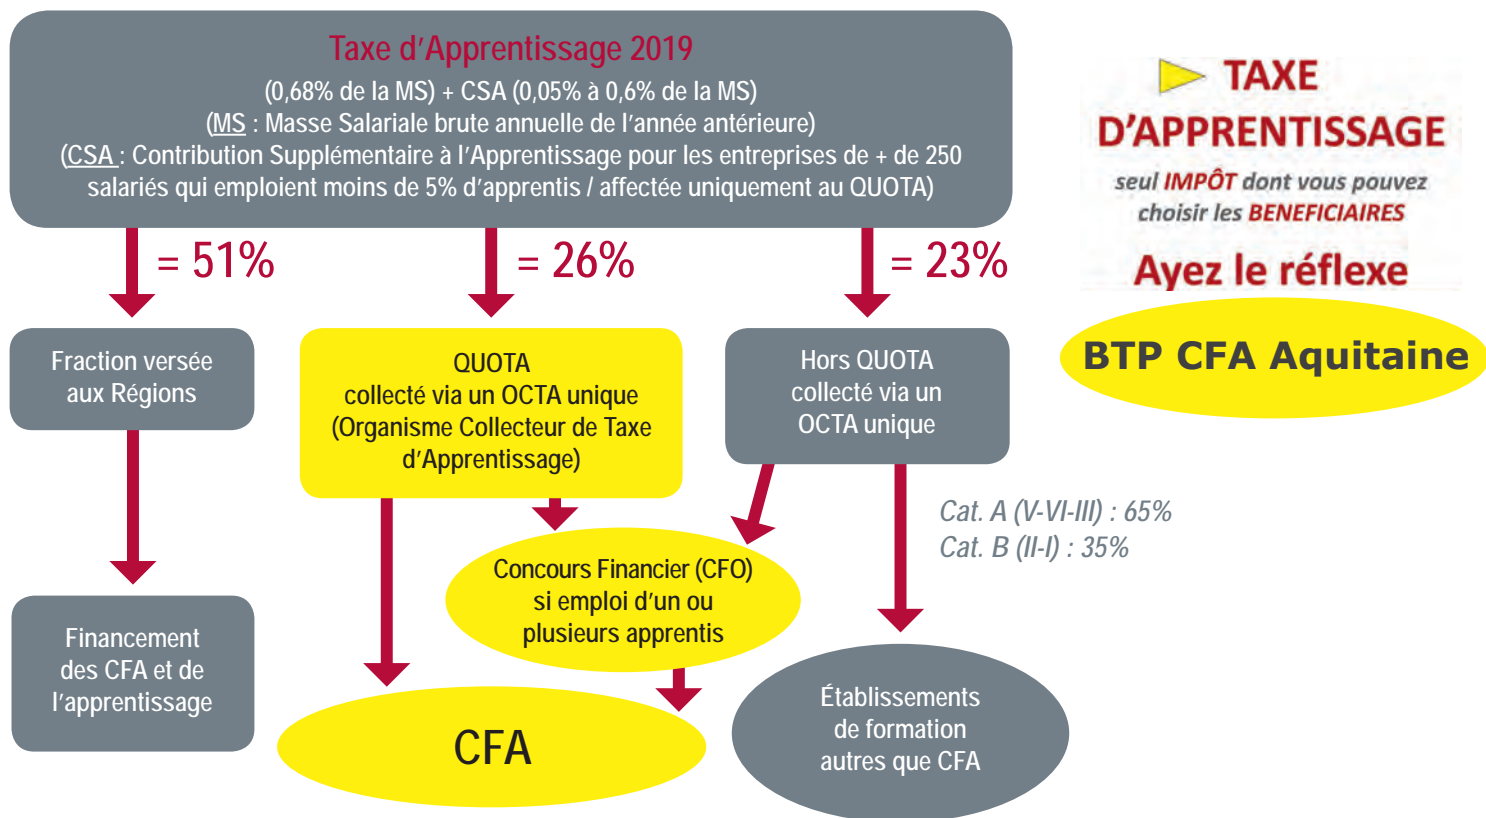 Taxe d'Apprentissage 2019
(0,68% de la MS) + CSA (0,05% à 0,6% de la MS)
(MS : Masse Salariale brute annuelle de l'année antérieure)
(CSA : Contribution Supplémentaire à l'Apprentissage pour les entreprises de + de 250
salariés qui emploient moins de 5% d'apprentis / affectée uniquement au QUOTA)
= 51%
= 26%
= 23%
Fraction versée
aux Régions
QUOTA
collecté via un OCTA unique
(Organisme Collecteur de Taxe
d'Apprentissage)
Hors QUOTA
collecté via un
OCTA unique
Cat. A (V-VI-III) : 65%
Cat. B (II-I) : 35%
Concours Financier (CFO)
si emploi d'un ou
plusieurs apprentis
Financement
des CFA et de
l'apprentissage
CFA
Établissements
de formation
autres que CFA
TAXE
D'APPRENTISSAGE
seul IMPÔT dont vous pouvez
choisir les BENEFICIAIRES
Ayez le réflexe
BTP CFA Aquitaine